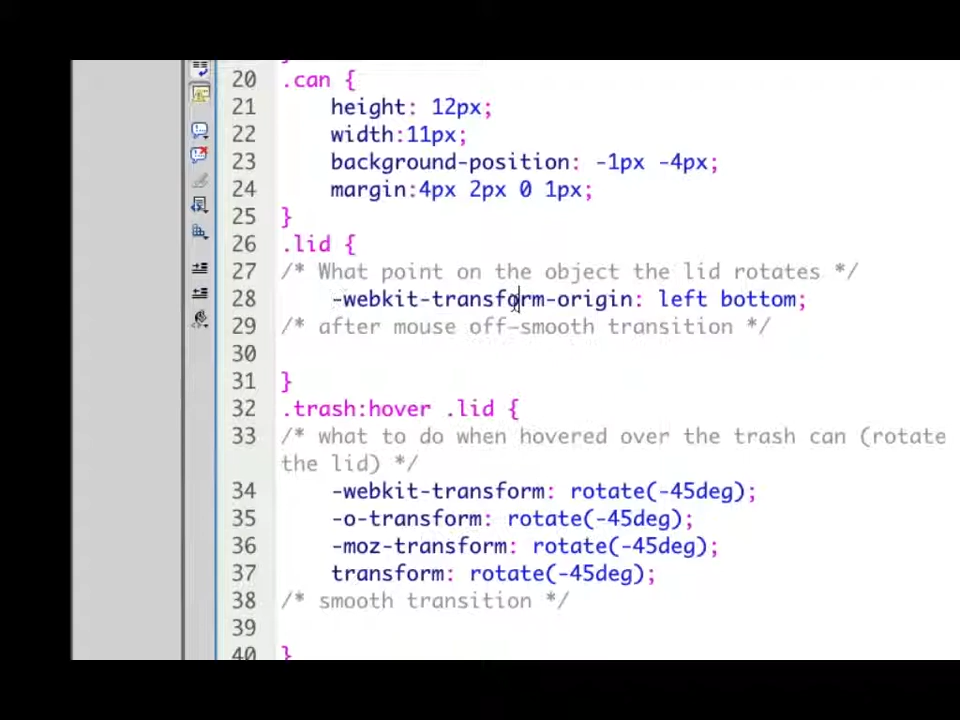 20 .can {
21 height: 12px;
22 width:11px;
23 background-position: -1px -4px;
24 margin:4px 2px 0 1px;
25 }
26 .lid {
27 /* What point on the object the lid rotates */
28 -webkit-transform-origin: left bottom;
29 /* after mouse off-smooth transition */
30
31 }
32 .trash:hover .lid {
33 /* what to do when hovered over the trash can (rotate
the lid) */
34 -webkit-transform: rotate(-45deg);
35 -o-transform: rotate(-45deg);
36 -moz-transform: rotate(-45deg);
37 transform: rotate(-45deg);
38 /* smooth transition */
39
40 }